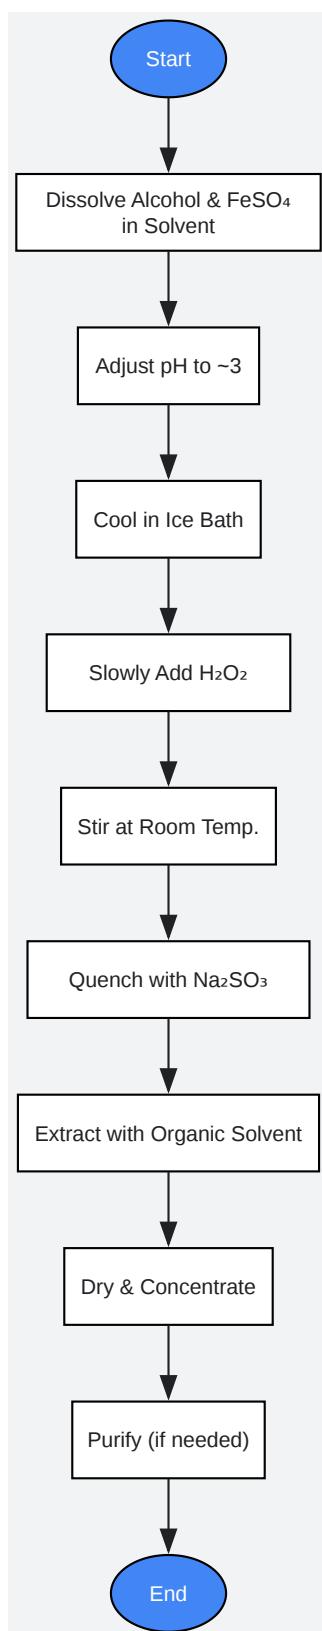 Start
Dissolve Alcohol & FeSO₄
in Solvent
Adjust pH to ~3
Cool in Ice Bath
Slowly Add H₂O₂
Stir at Room Temp.
Quench with Na₂SO₃
Extract with Organic Solvent
Dry & Concentrate
Purify (if needed)
End